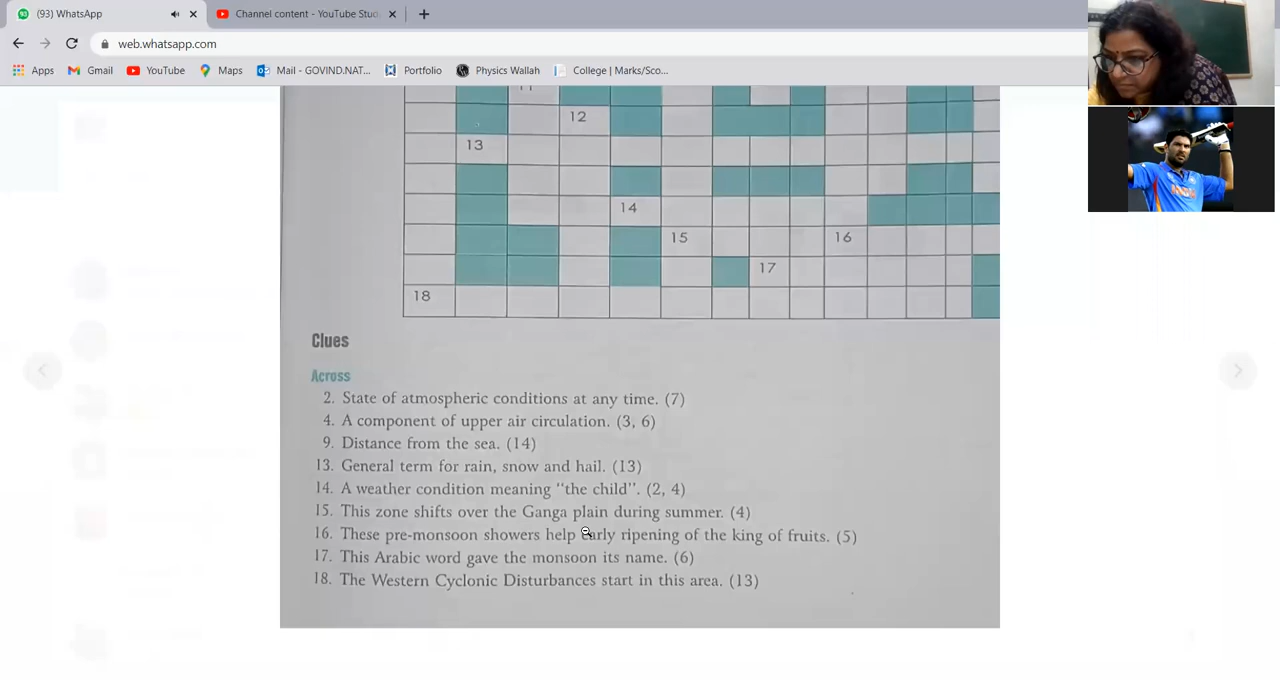 (93) WhatsApp
Channel content - YouTube Stud
web.whatsapp.com
Apps Gmail YouTube Maps Mail - GOVIND.NAT... Portfolio Physics Wallah College | Marks/Sco...
12
13
14
15 16
17
18
Clues
Across
2. State of atmospheric conditions at any time. (7)
4. A component of upper air circulation. (3, 6)
9. Distance from the sea. (14)
13. General term for rain, snow and hail. (13)
14. A weather condition meaning "the child". (2, 4)
15. This zone shifts over the Ganga plain during summer. (4)
16. These pre-monsoon showers help early ripening of the king of fruits. (5)
17. This Arabic word gave the monsoon its name. (6)
18. The Western Cyclonic Disturbances start in this area. (13)